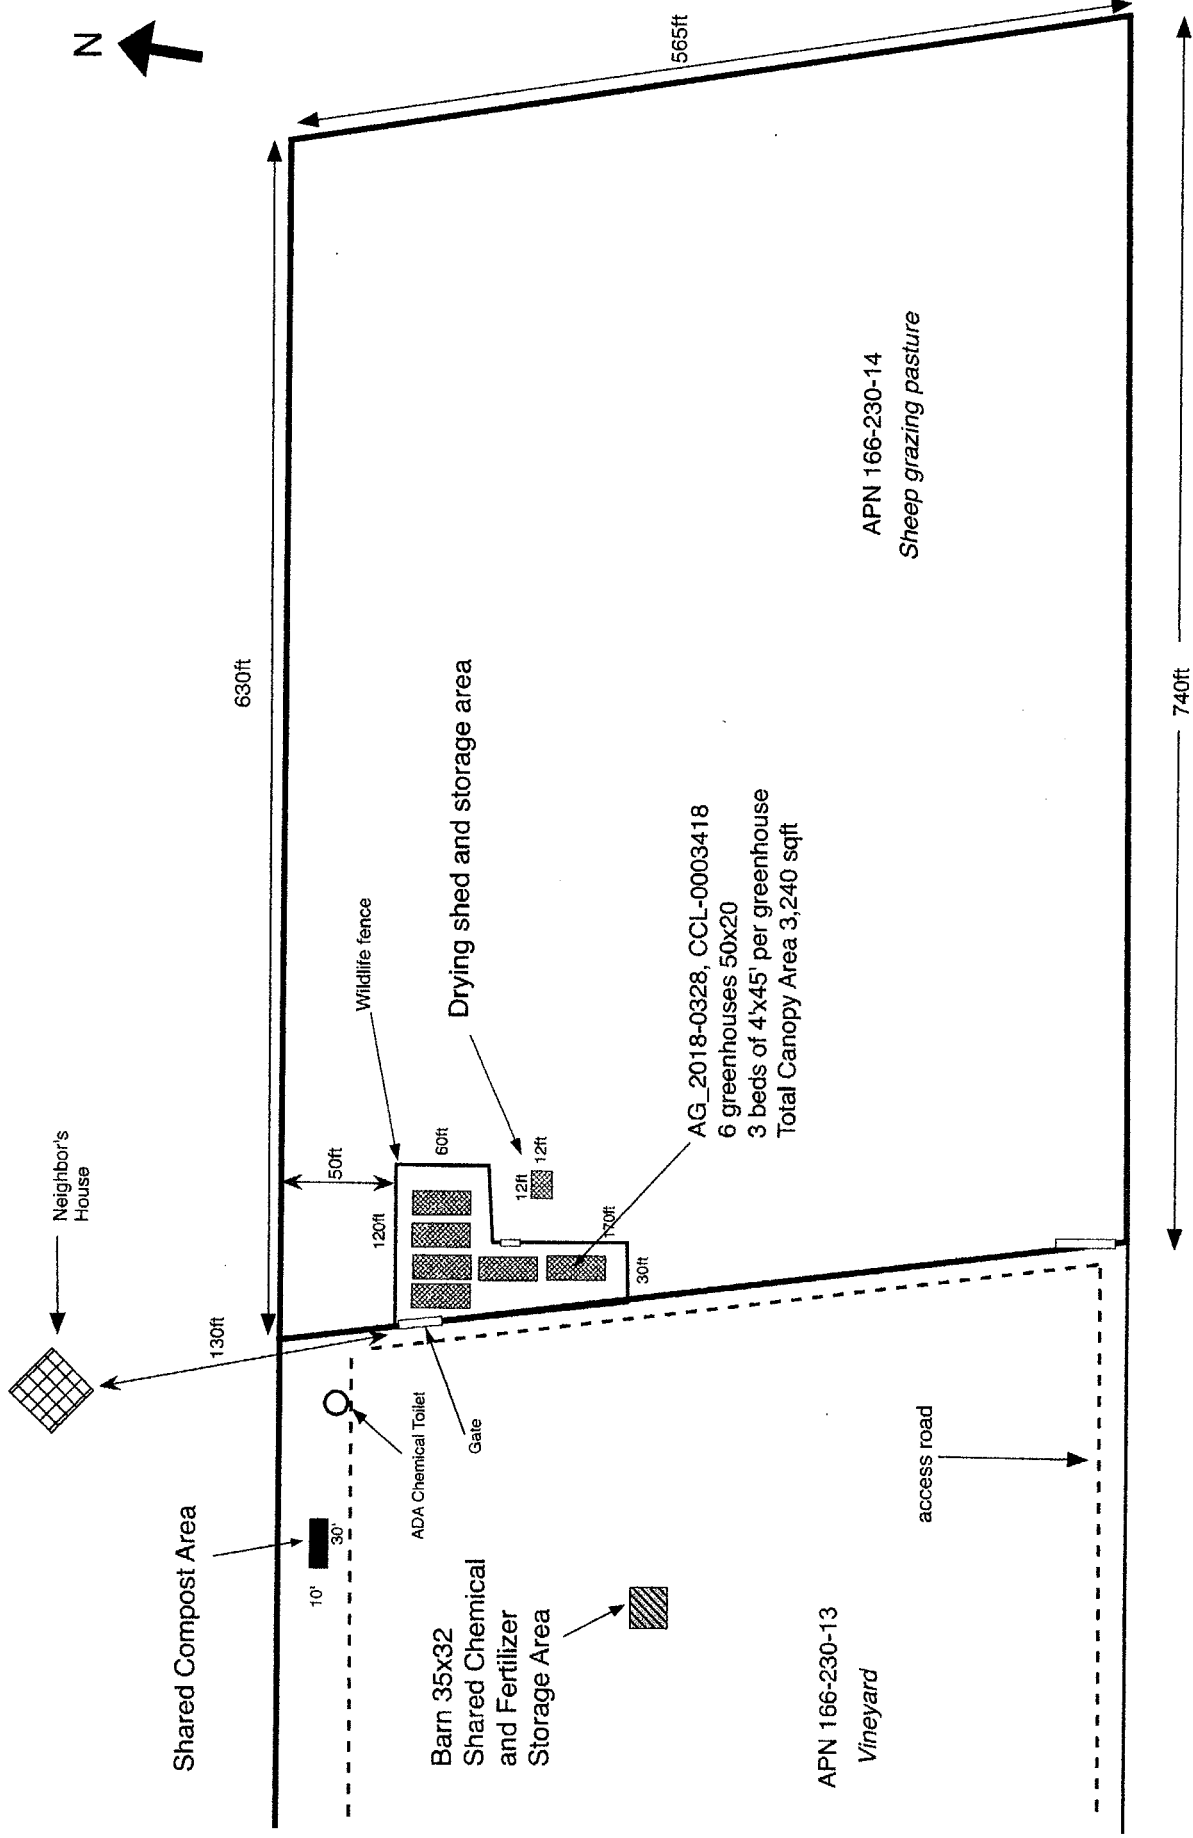 N
Neighbor's
House
630ft
565ft
130ft
50ft
Wildlife fence
120ft
60ft
Drying shed and storage area
12ft
12ft
170ft
30ft
AG_2018-0328, CCL-0003418
6 greenhouses 50x20
3 beds of 4'x45' per greenhouse
Total Canopy Area 3,240 sqft
APN 166-230-14
Sheep grazing pasture
740ft
Shared Compost Area
10'
30'
ADA Chemical Toilet
Gate
Barn 35x32
Shared Chemical
and Fertilizer
Storage Area
access road
APN 166-230-13
Vineyard